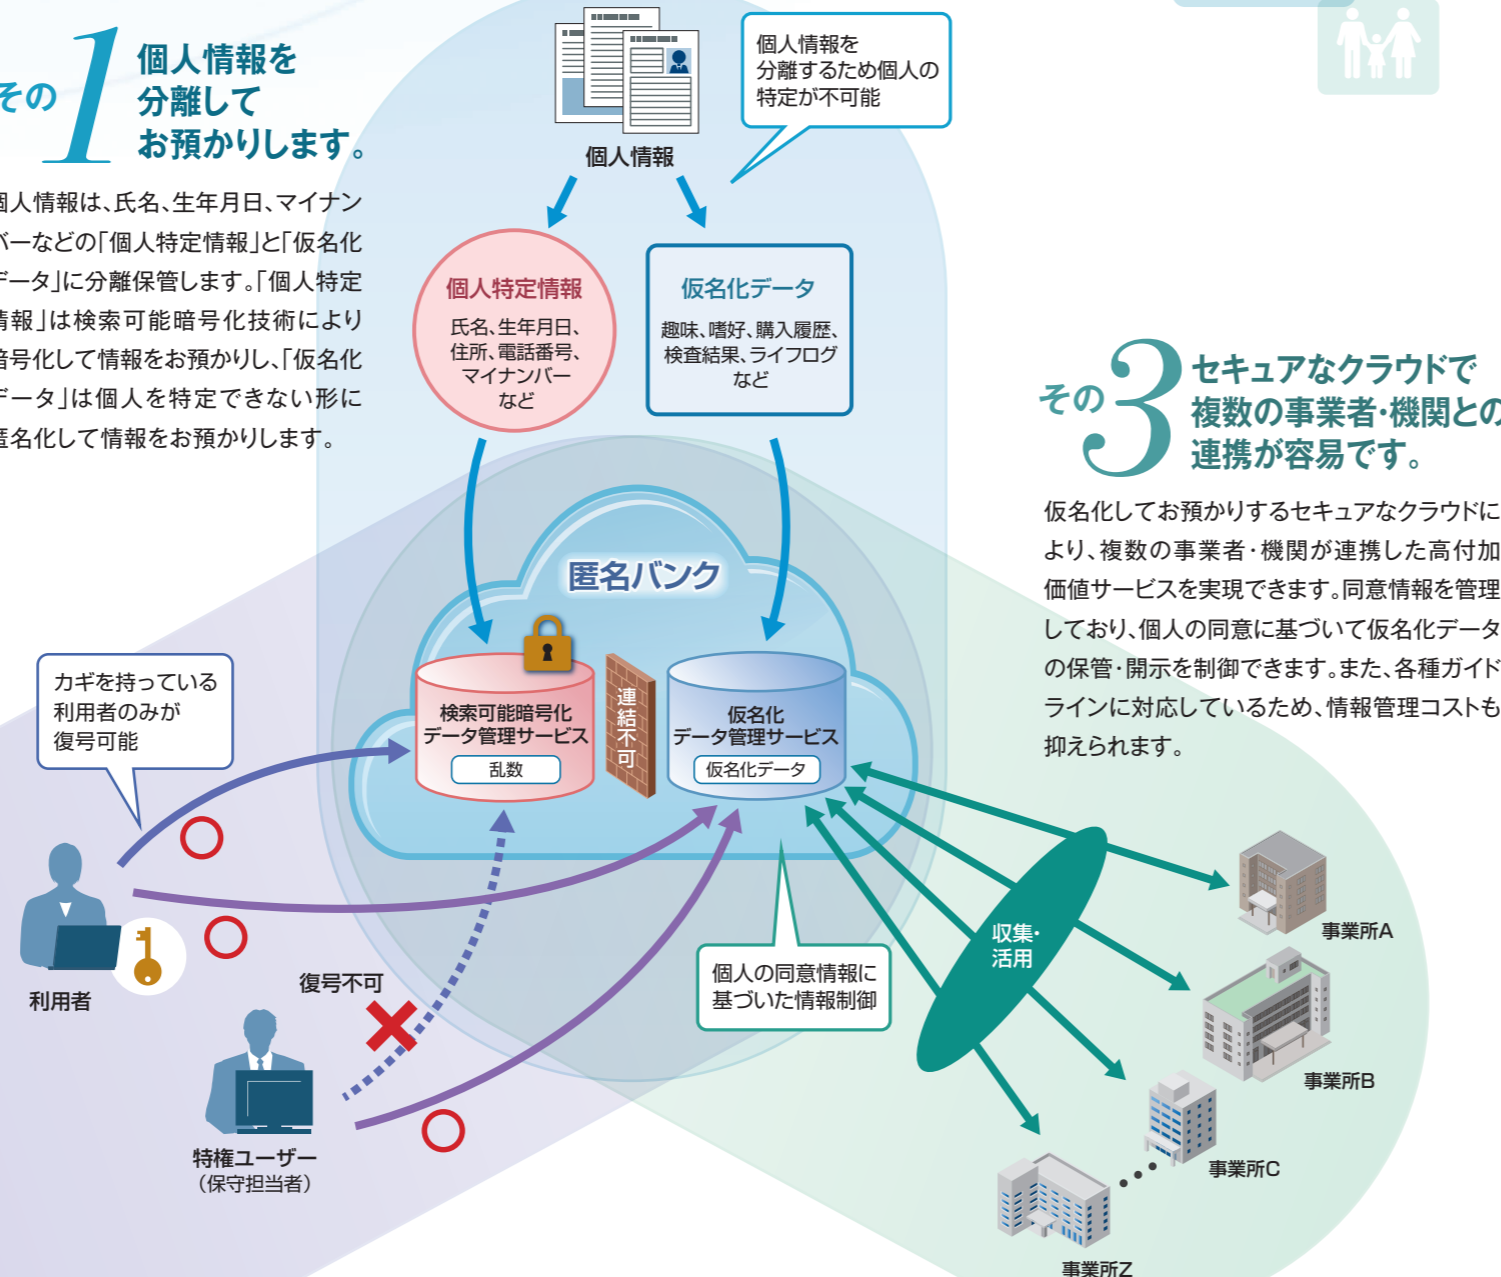 その1
個人情報を
分離して
お預かりします。
個人情報は、氏名、生年月日、マイナン
バーなどの「個人特定情報」と「仮名化
データ」に分離保管します。「個人特定
情報」は検索可能暗号化技術により
暗号化して情報をお預かりし、「仮名化
データ」は個人を特定できない形に
匿名化して情報をお預かりします。
個人情報
個人情報を
分離するため個人の
特定が不可能
個人特定情報
氏名、生年月日、
住所、電話番号、
マイナンバー
など
仮名化データ
趣味、嗜好、購入履歴、
検査結果、ライフログ
など
その3
セキュアなクラウドで
複数の事業者・機関との
連携が容易です。
仮名化してお預かりするセキュアなクラウドに
より、複数の事業者・機関が連携した高付加
価値サービスを実現できます。同意情報を管理
しており、個人の同意に基づいて仮名化データ
の保管・開示を制御できます。また、各種ガイド
ラインに対応しているため、情報管理コストも
抑えられます。
匿名バンク
検索可能暗号化
データ管理サービス
乱数
連結不可
仮名化
データ管理サービス
仮名化データ
カギを持っている
利用者のみが
復号可能
利用者
復号不可
特権ユーザー
（保守担当者）
個人の同意情報に
基づいた情報制御
収集・
活用
事業所A
事業所B
事業所C
事業所Z